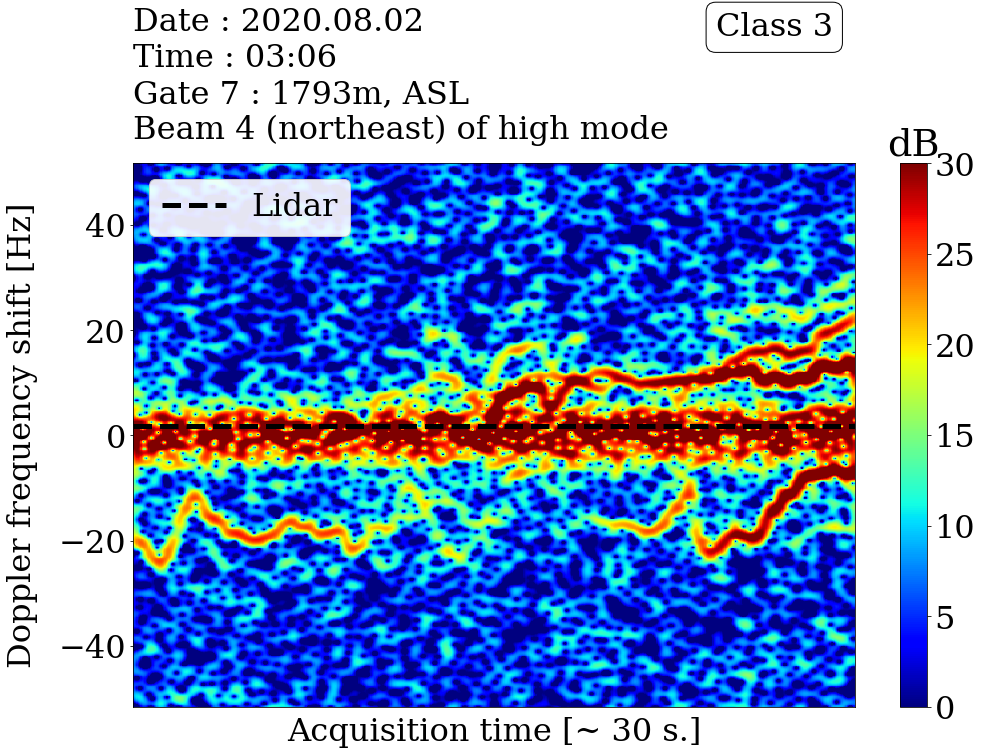 Date : 2020.08.02
Time : 03:06
Gate 7 : 1793m, ASL
Beam 4 (northeast) of high mode
Class 3
dB
Lidar
Doppler frequency shift [Hz]
40
20
0
−20
−40
30
25
20
15
10
5
0
Acquisition time [~ 30 s.]